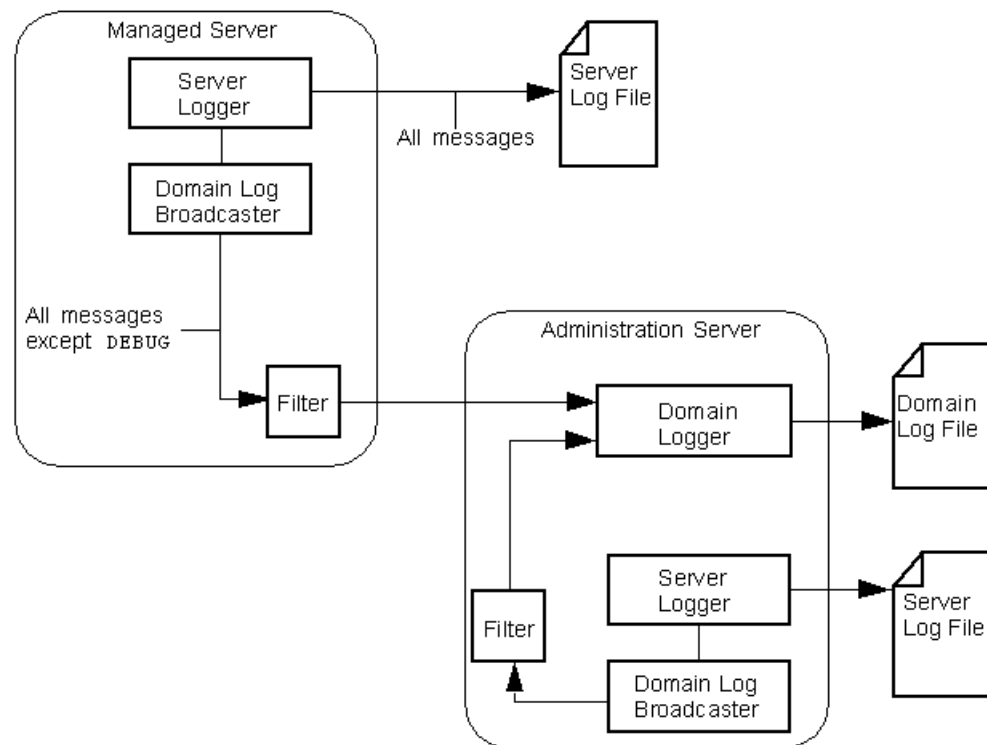 Managed Server
Server
Logger
Server
Log File
All messages
Domain Log
Broadcaster
All messages
except DEBUG
Filter
Administration Server
Domain
Logger
Domain
Log File
Server
Logger
Server
Log File
Filter
Domain Log
Broadcaster